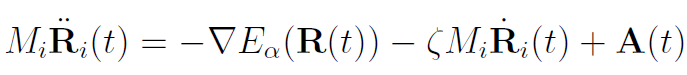 $M_i \ddot{\mathbf{R}}_i(t) = -\nabla E_\alpha(\mathbf{R}(t)) - \zeta M_i \dot{\mathbf{R}}_i(t) + \mathbf{A}(t)$